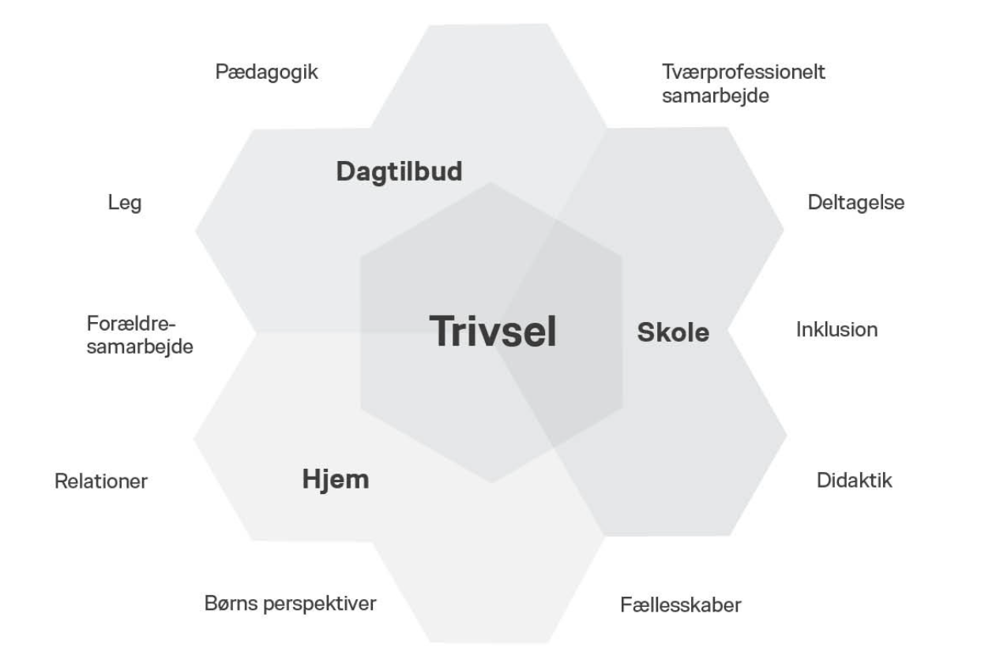 Pædagogik
Tværprofessionelt
samarbejde
Dagtilbud
Leg
Deltagelse
Forældre-
samarbejde
Trivsel
Skole
Inklusion
Relationer
Hjem
Didaktik
Børns perspektiver
Fællesskaber